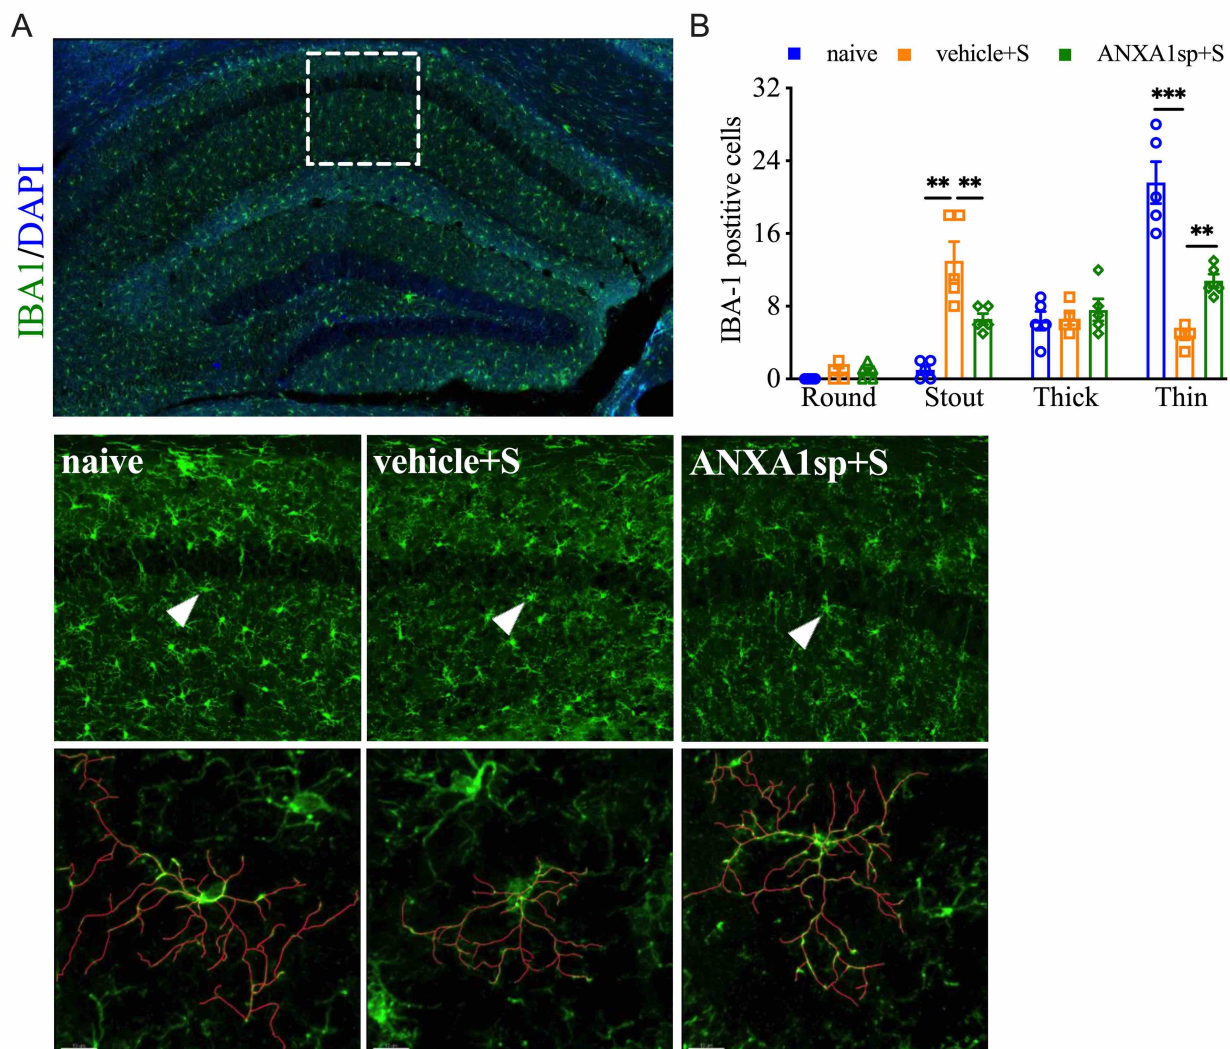 A
IBA1/DAPI
naive
vehicle+S
ANXA1sp+S
B
naive vehicle+S ANXA1sp+S
IBA-1 postitive cells
32
24
16
8
0
** **
***
**
Round Stout Thick Thin